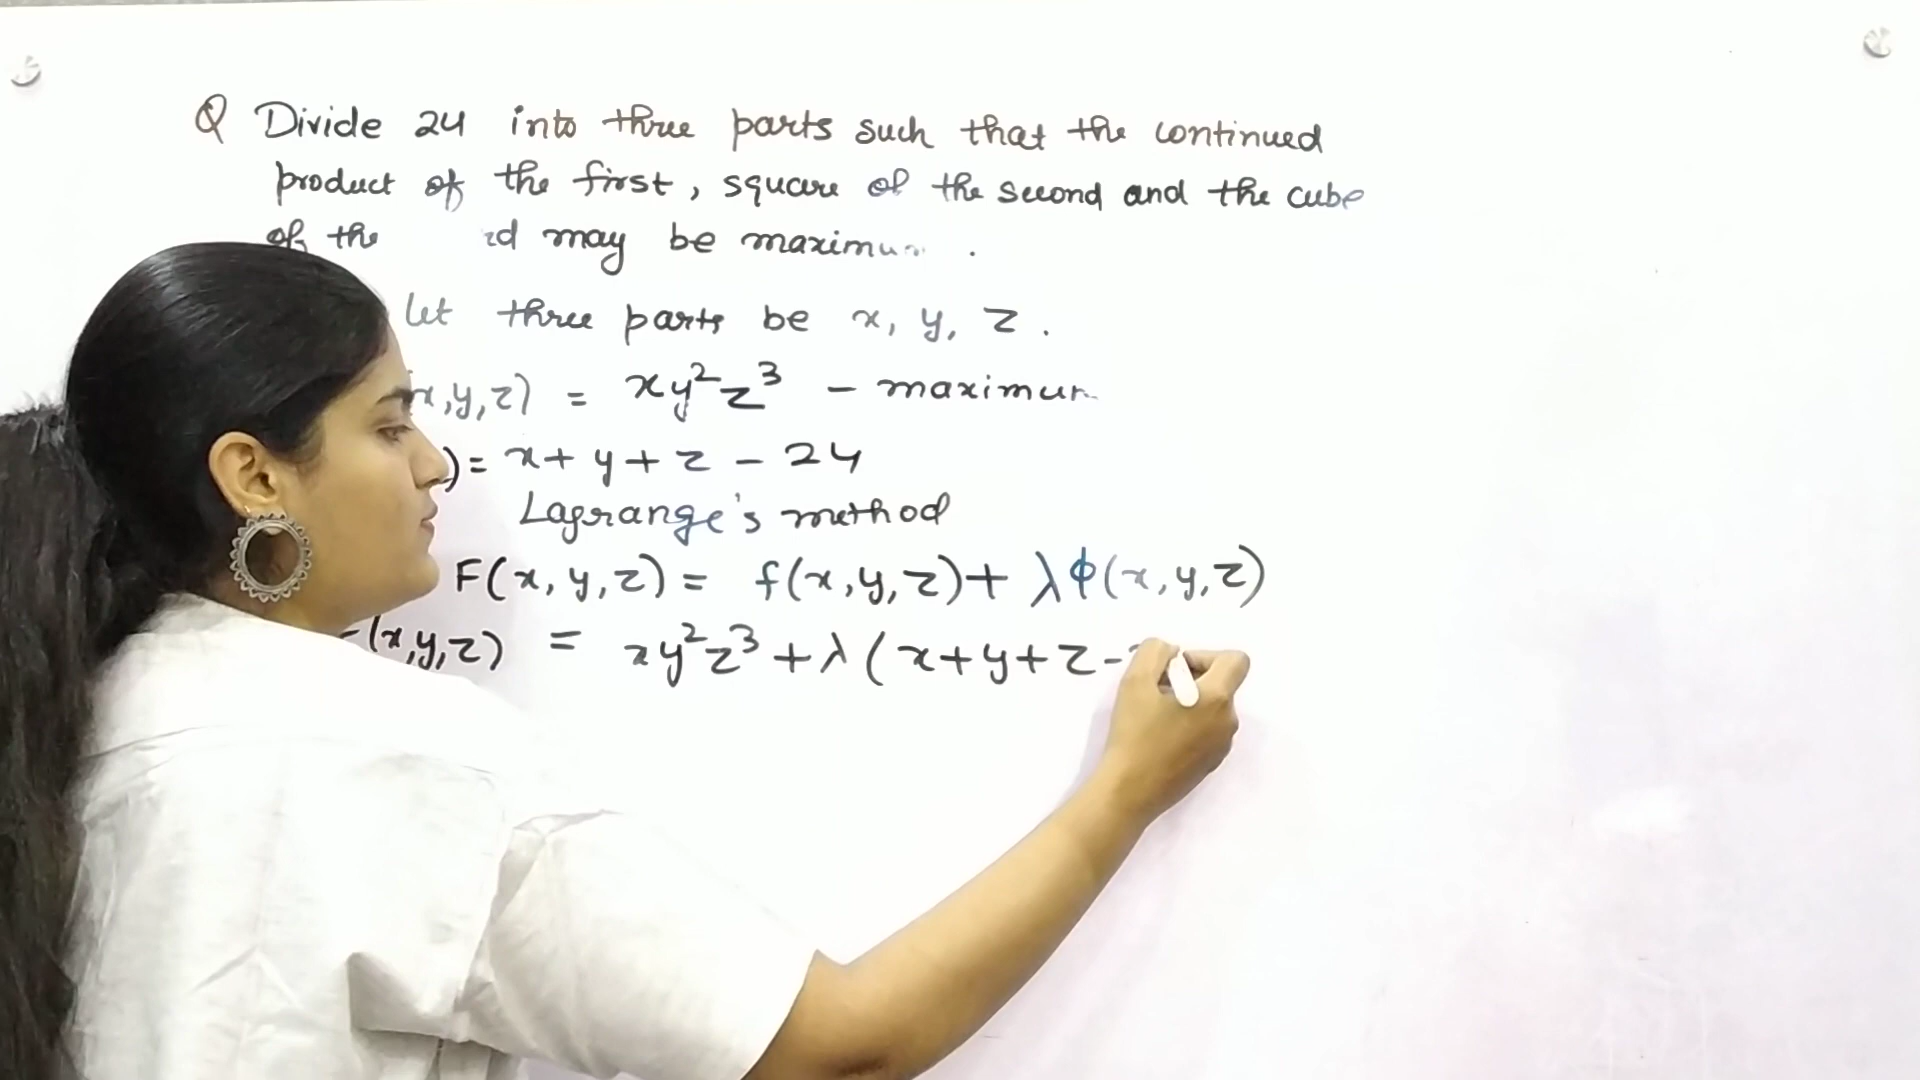 Q Divide 24 into three parts such that the continued
product of the first, square of the second and the cube
of the may be maximum.
let three parts be x, y, z.
x,y,z) = xy²z³ – maximum
) = x + y + z - 24
Lagrange's method
F(x, y, z) = f(x, y, z) + λϕ(x, y, z)
(x,y,z) = xy²z³ + λ(x+y+z-